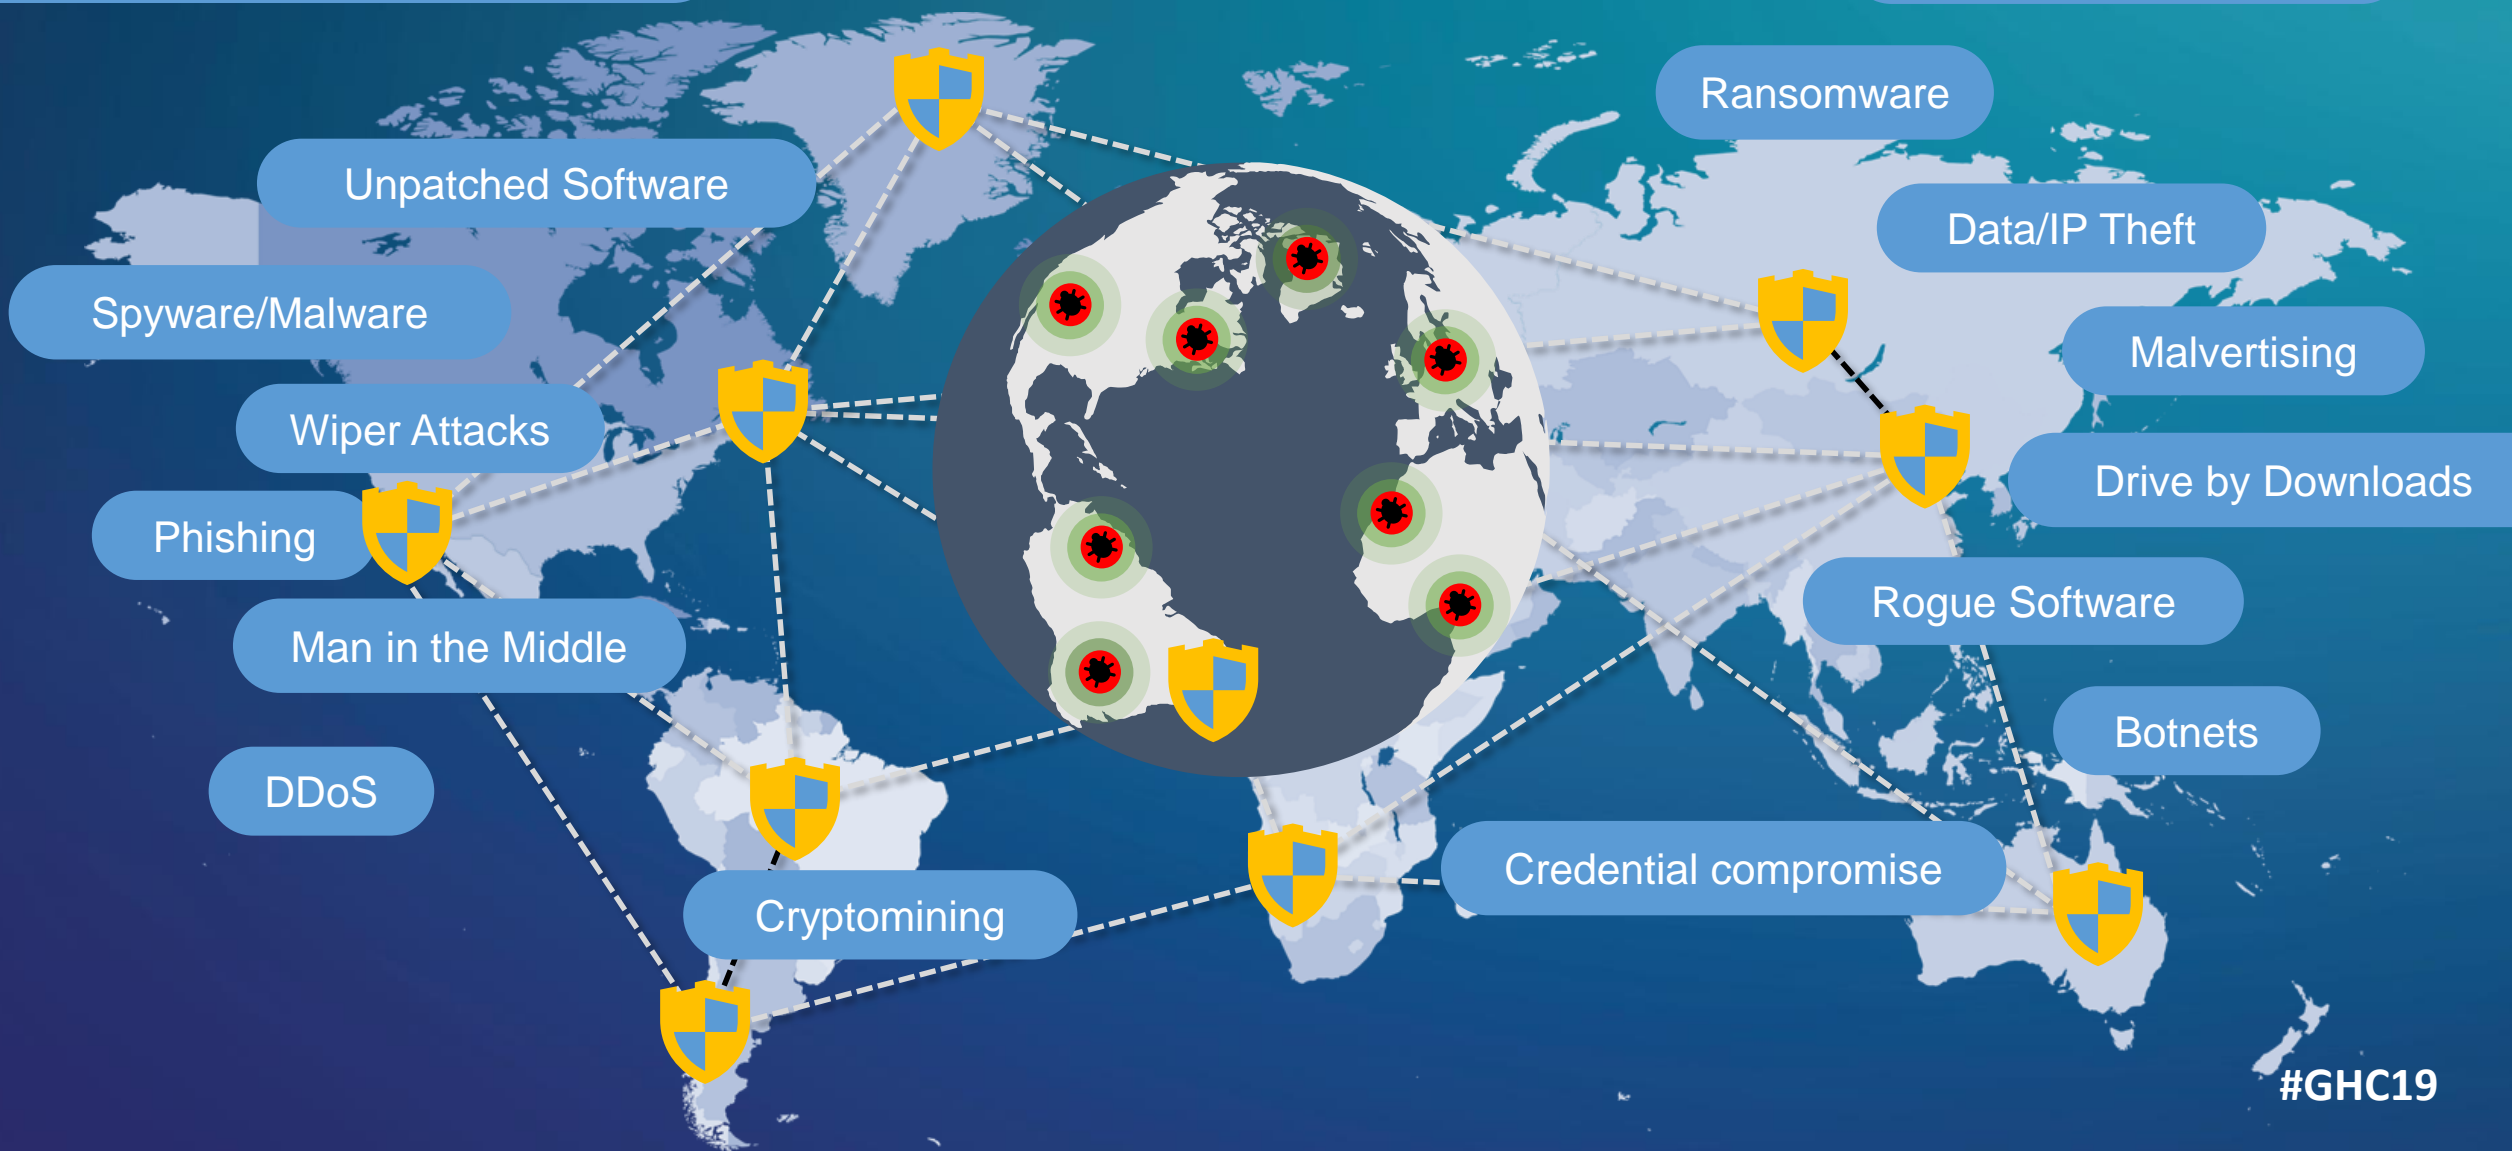 Ransomware
Unpatched Software
Data/IP Theft
Spyware/Malware
Malvertising
Wiper Attacks
Drive by Downloads
Phishing
Rogue Software
Man in the Middle
Botnets
DDoS
Credential compromise
Cryptomining
#GHC19